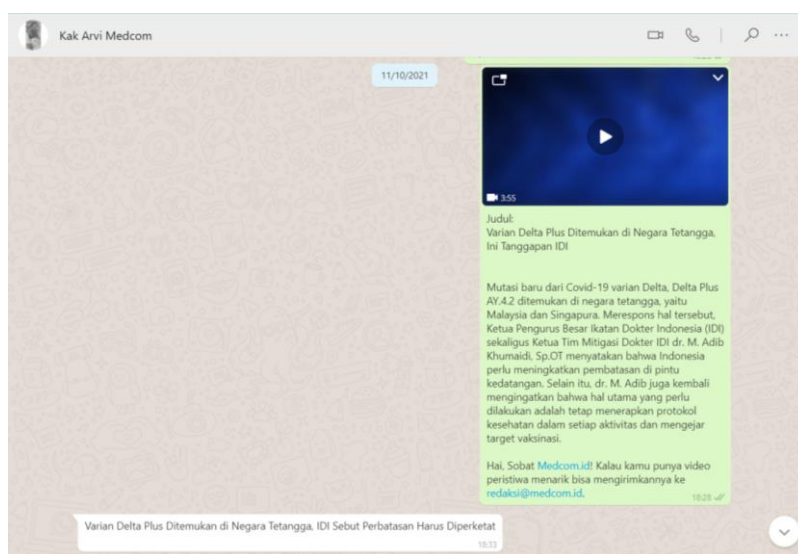 Kak Arvi Medcom
11/10/2021
3:55
Judul:
Varian Delta Plus Ditemukan di Negara Tetangga,
Ini Tanggapan IDI
Mutasi baru dari Covid-19 varian Delta, Delta Plus
AY.4.2 ditemukan di negara tetangga, yaitu
Malaysia dan Singapura. Merespons hal tersebut,
Ketua Pengurus Besar Ikatan Dokter Indonesia (IDI)
sekaligus Ketua Tim Mitigasi Dokter IDI dr. M. Adib
Khumaidi, Sp.OT menyatakan bahwa Indonesia
perlu meningkatkan pembatasan di pintu
kedatangan. Selain itu, dr. M. Adib juga kembali
mengingatkan bahwa hal utama yang perlu
dilakukan adalah tetap menerapkan protokol
kesehatan dalam setiap aktivitas dan mengejar
target vaksinasi.
Hai, Sobat Medcom.id! Kalau kamu punya video
peristiwa menarik bisa mengirimkannya ke
redaksi@medcom.id.
18:28
Varian Delta Plus Ditemukan di Negara Tetangga, IDI Sebut Perbatasan Harus Diperketat
18:33